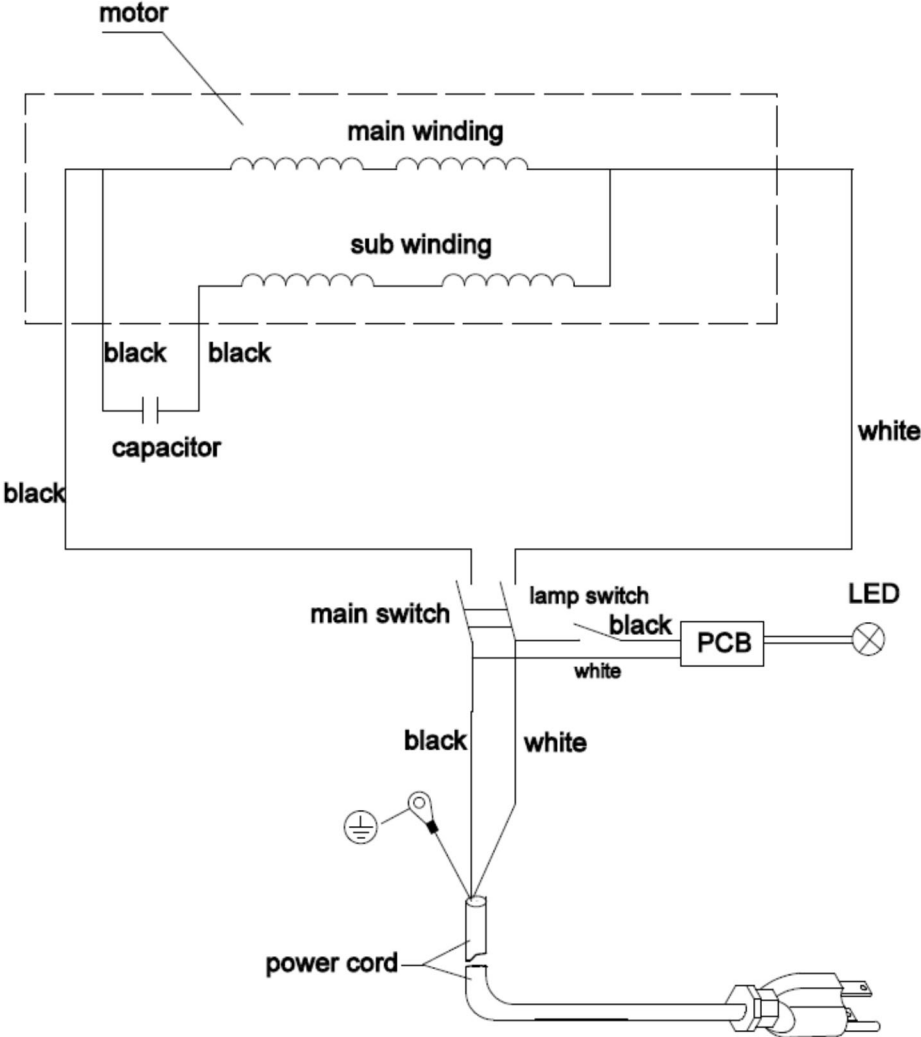 motor
main winding
sub winding
black
black
capacitor
white
black
main switch
lamp switch
LED
black
PCB
white
black
white
power cord